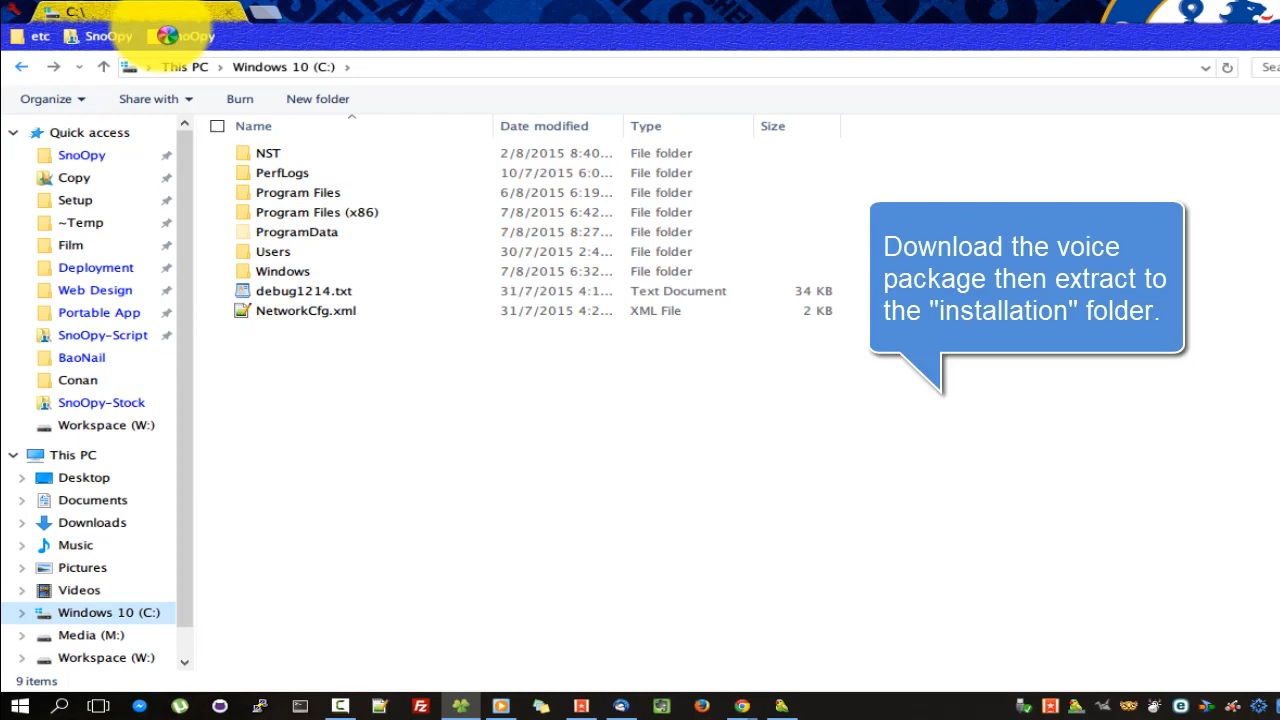 C:\
etc SnoOpy
This PC Windows 10 (C:)
Organize Share with Burn New folder
Name Date modified Type Size
Quick access
SnoOpy
Copy
Setup
~Temp
Film
Deployment
Web Design
Portable App
SnoOpy-Script
BaoNail
Conan
SnoOpy-Stock
Workspace (W:)
This PC
Desktop
Documents
Downloads
Music
Pictures
Videos
Windows 10 (C:)
Media (M:)
Workspace (W:)
NST 2/8/2015 8:40... File folder
PerfLogs 10/7/2015 6:0... File folder
Program Files 6/8/2015 6:19... File folder
Program Files (x86) 7/8/2015 6:42... File folder
ProgramData 7/8/2015 8:27... File folder
Users 30/7/2015 2:4... File folder
Windows 7/8/2015 6:32... File folder
debug1214.txt 31/7/2015 4:1... Text Document 34 KB
NetworkCfg.xml 31/7/2015 4:2... XML File 2 KB
Download the voice
package then extract to
the "installation" folder.
9 items